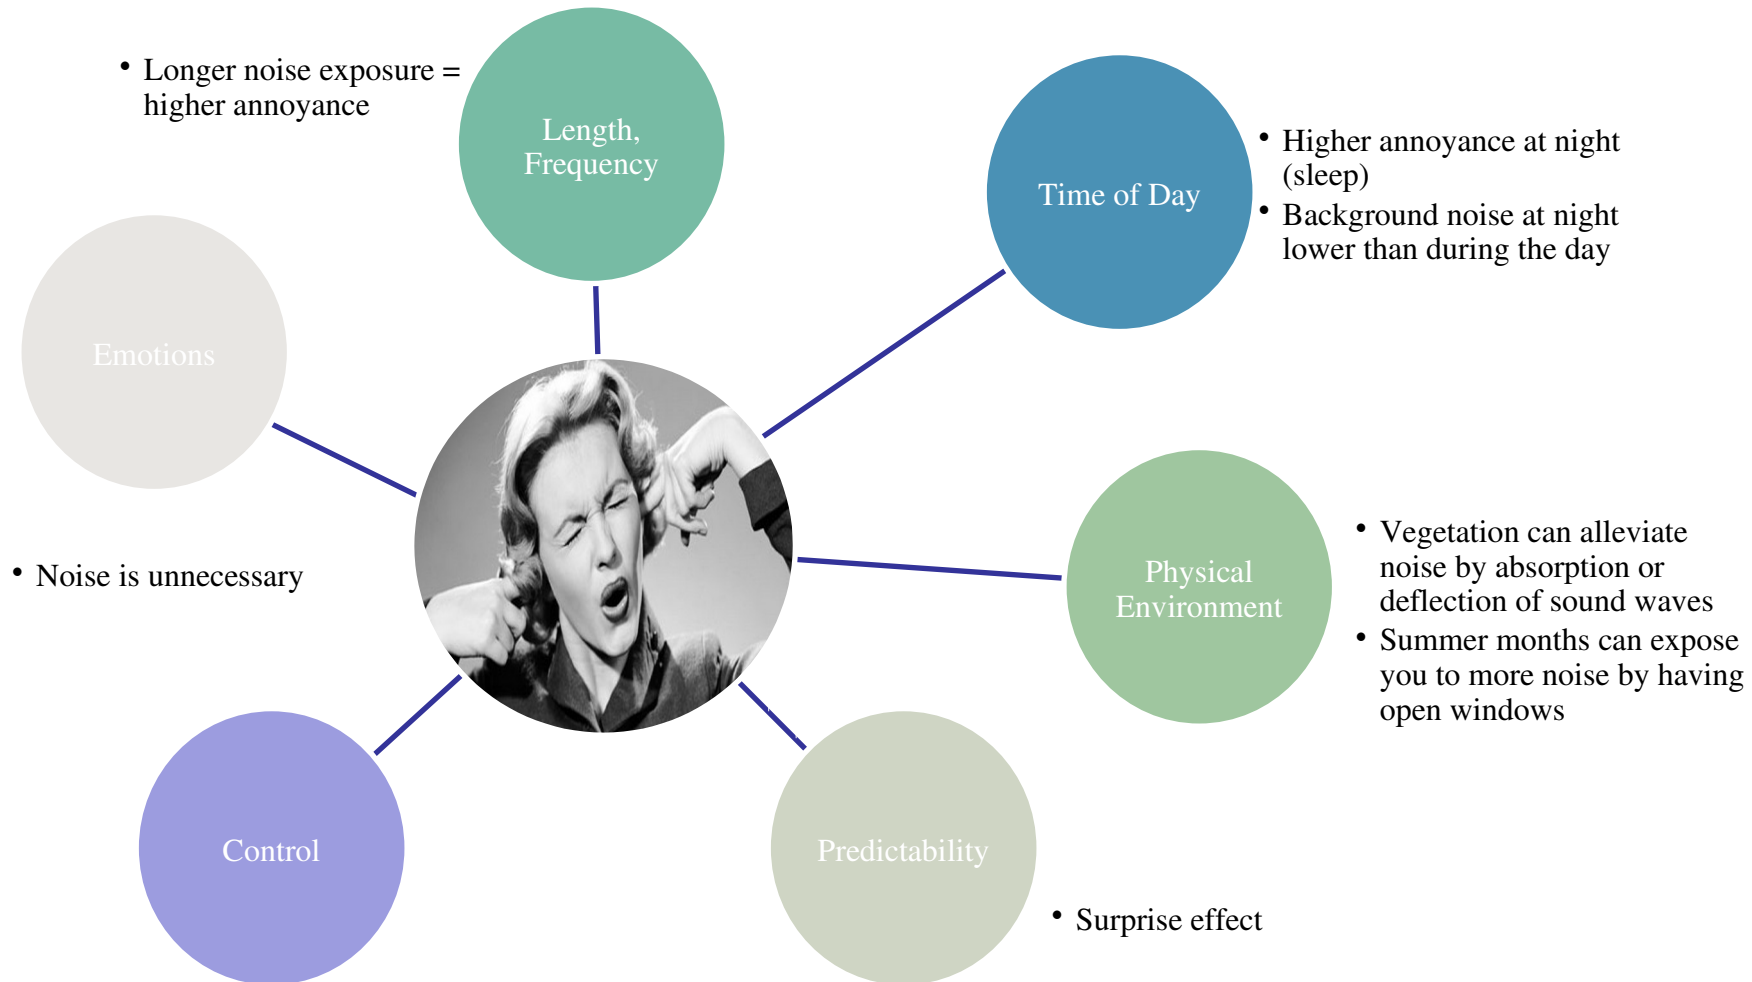 • Longer noise exposure =
higher annoyance
Length,
Frequency
Time of Day
• Higher annoyance at night
(sleep)
• Background noise at night
lower than during the day
Emotions
• Noise is unnecessary
Physical
Environment
• Vegetation can alleviate
noise by absorption or
deflection of sound waves
• Summer months can expose
you to more noise by having
open windows
Control
Predictability
• Surprise effect